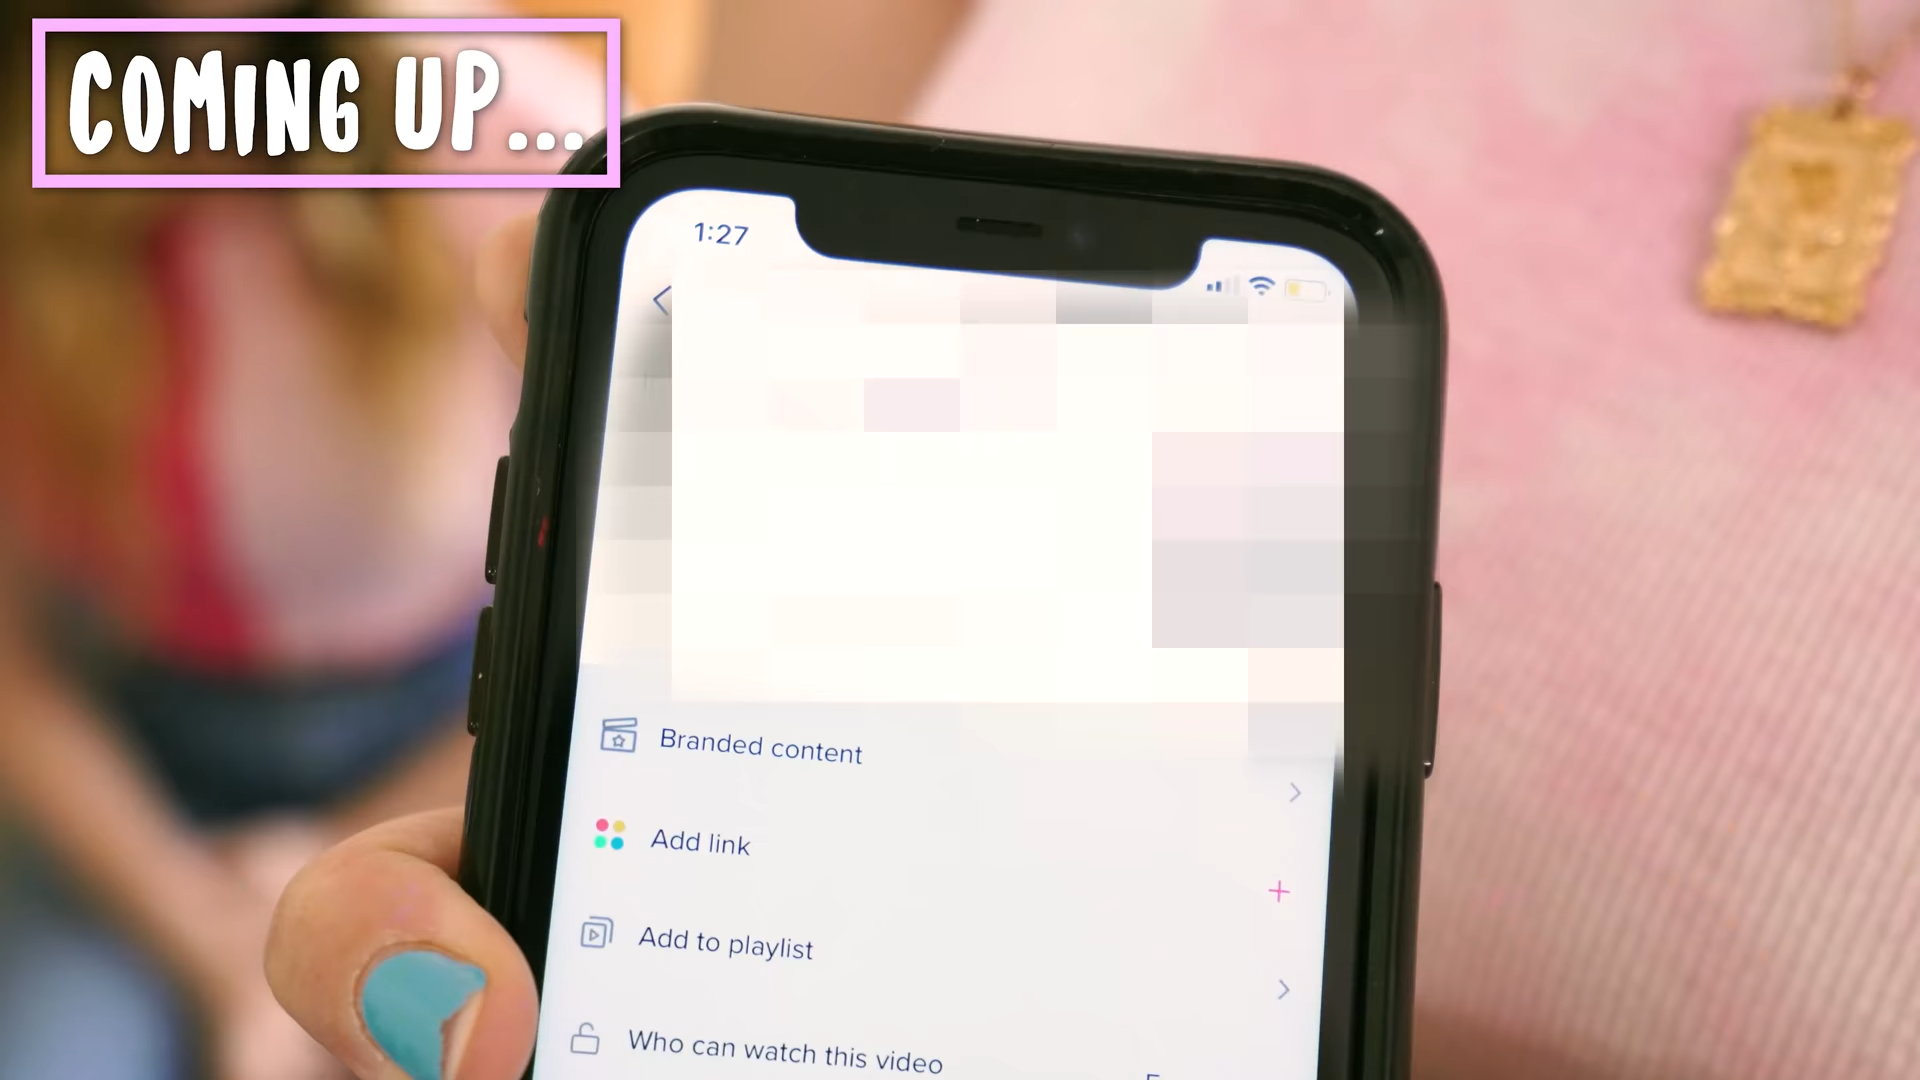 COMING UP...
1:27
Branded content
Add link
Add to playlist
Who can watch this video